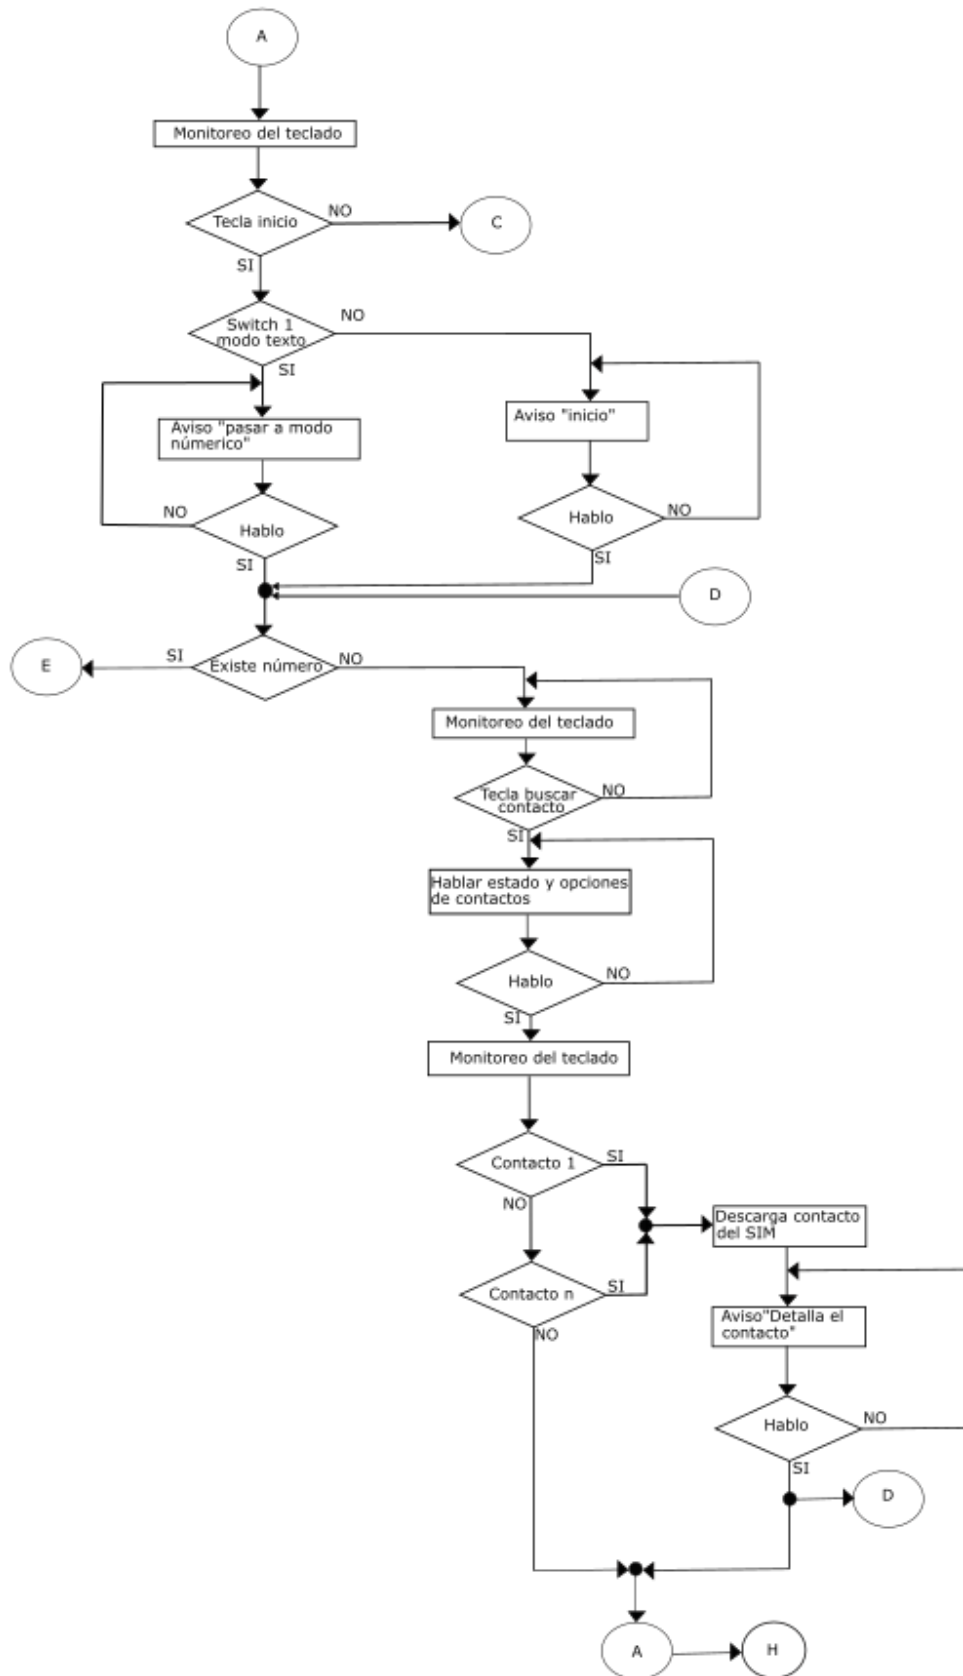 A
Monitoreo del teclado
Tecla inicio
NO
C
SI
Switch 1
modo texto
NO
SI
Aviso "pasar a modo
númerico"
Aviso "inicio"
NO
Hablo
Hablo
NO
SI
SI
D
E
SI
Existe número
NO
Monitoreo del teclado
Tecla buscar
contacto
NO
SI
Hablar estado y opciones
de contactos
Hablo
NO
SI
Monitoreo del teclado
Contacto 1
SI
NO
Descarga contacto
del SIM
Contacto n
SI
NO
Aviso"Detalla el
contacto"
Hablo
NO
SI
D
A
H